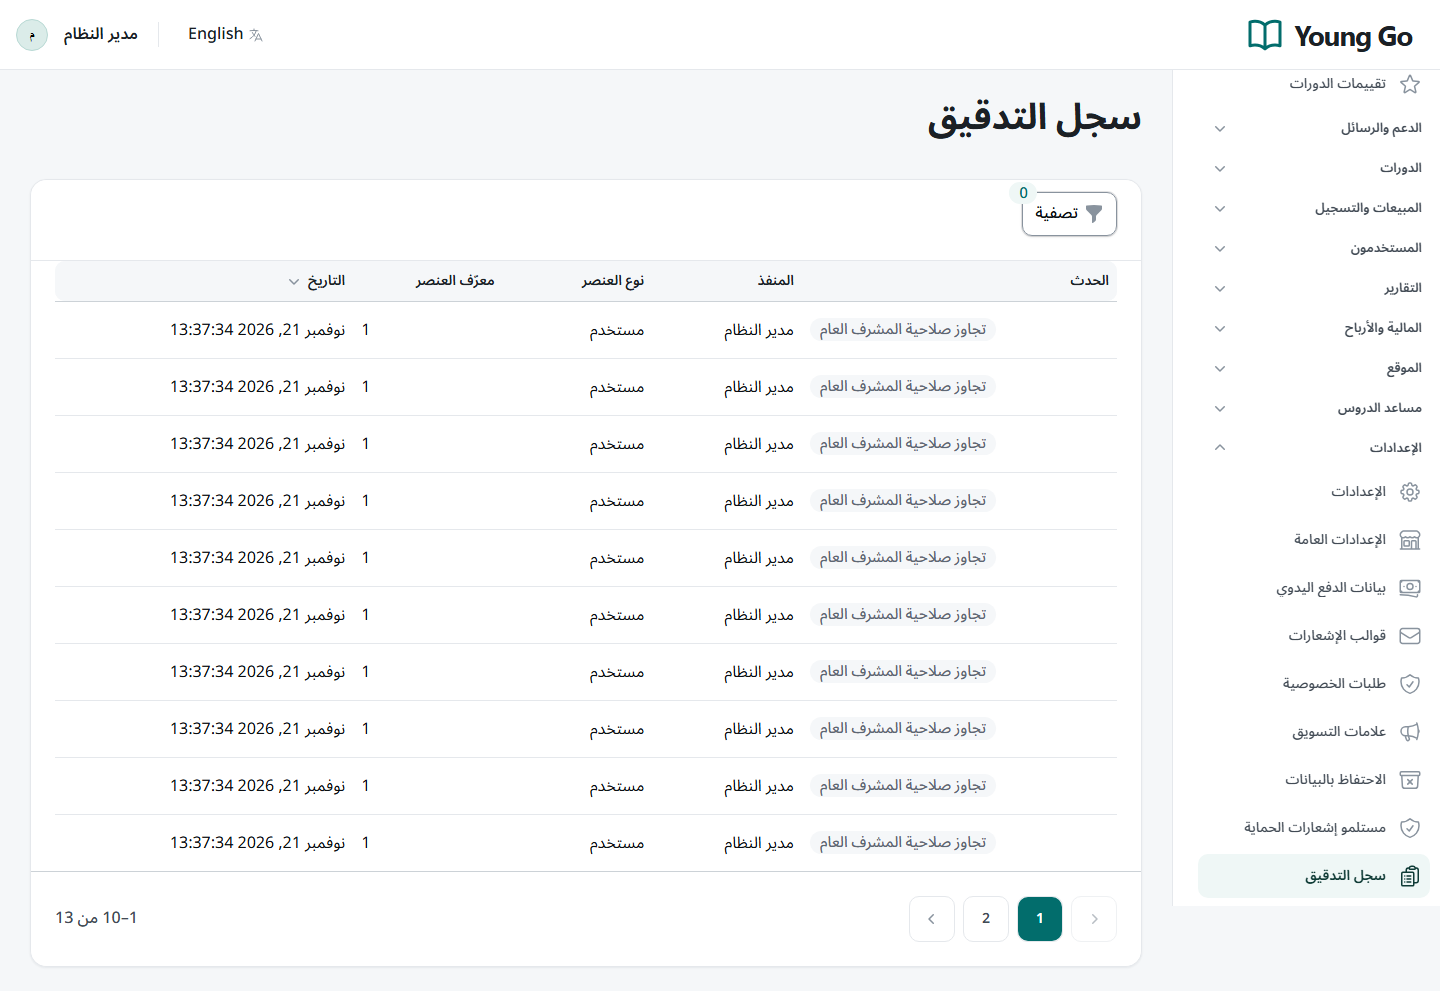 Young Go
English
مدير النظام
م
تقييمات الدورات
الدعم والرسائل
الدورات
المبيعات والتسجيل
المستخدمون
التقارير
المالية والأرباح
الموقع
مساعد الدروس
الإعدادات
الإعدادات
الإعدادات العامة
بيانات الدفع اليدوي
قوالب الإشعارات
طلبات الخصوصية
علامات التسويق
الاحتفاظ بالبيانات
مستلمو إشعارات الحماية
سجل التدقيق
سجل التدقيق
تصفية 0
الحدث المنفذ نوع العنصر معرّف العنصر التاريخ
تجاوز صلاحية المشرف العام مدير النظام مستخدم 1 نوفمبر 21, 2026 13:37:34
تجاوز صلاحية المشرف العام مدير النظام مستخدم 1 نوفمبر 21, 2026 13:37:34
تجاوز صلاحية المشرف العام مدير النظام مستخدم 1 نوفمبر 21, 2026 13:37:34
تجاوز صلاحية المشرف العام مدير النظام مستخدم 1 نوفمبر 21, 2026 13:37:34
تجاوز صلاحية المشرف العام مدير النظام مستخدم 1 نوفمبر 21, 2026 13:37:34
تجاوز صلاحية المشرف العام مدير النظام مستخدم 1 نوفمبر 21, 2026 13:37:34
تجاوز صلاحية المشرف العام مدير النظام مستخدم 1 نوفمبر 21, 2026 13:37:34
تجاوز صلاحية المشرف العام مدير النظام مستخدم 1 نوفمبر 21, 2026 13:37:34
تجاوز صلاحية المشرف العام مدير النظام مستخدم 1 نوفمبر 21, 2026 13:37:34
تجاوز صلاحية المشرف العام مدير النظام مستخدم 1 نوفمبر 21, 2026 13:37:34
1 2
1–10 من 13